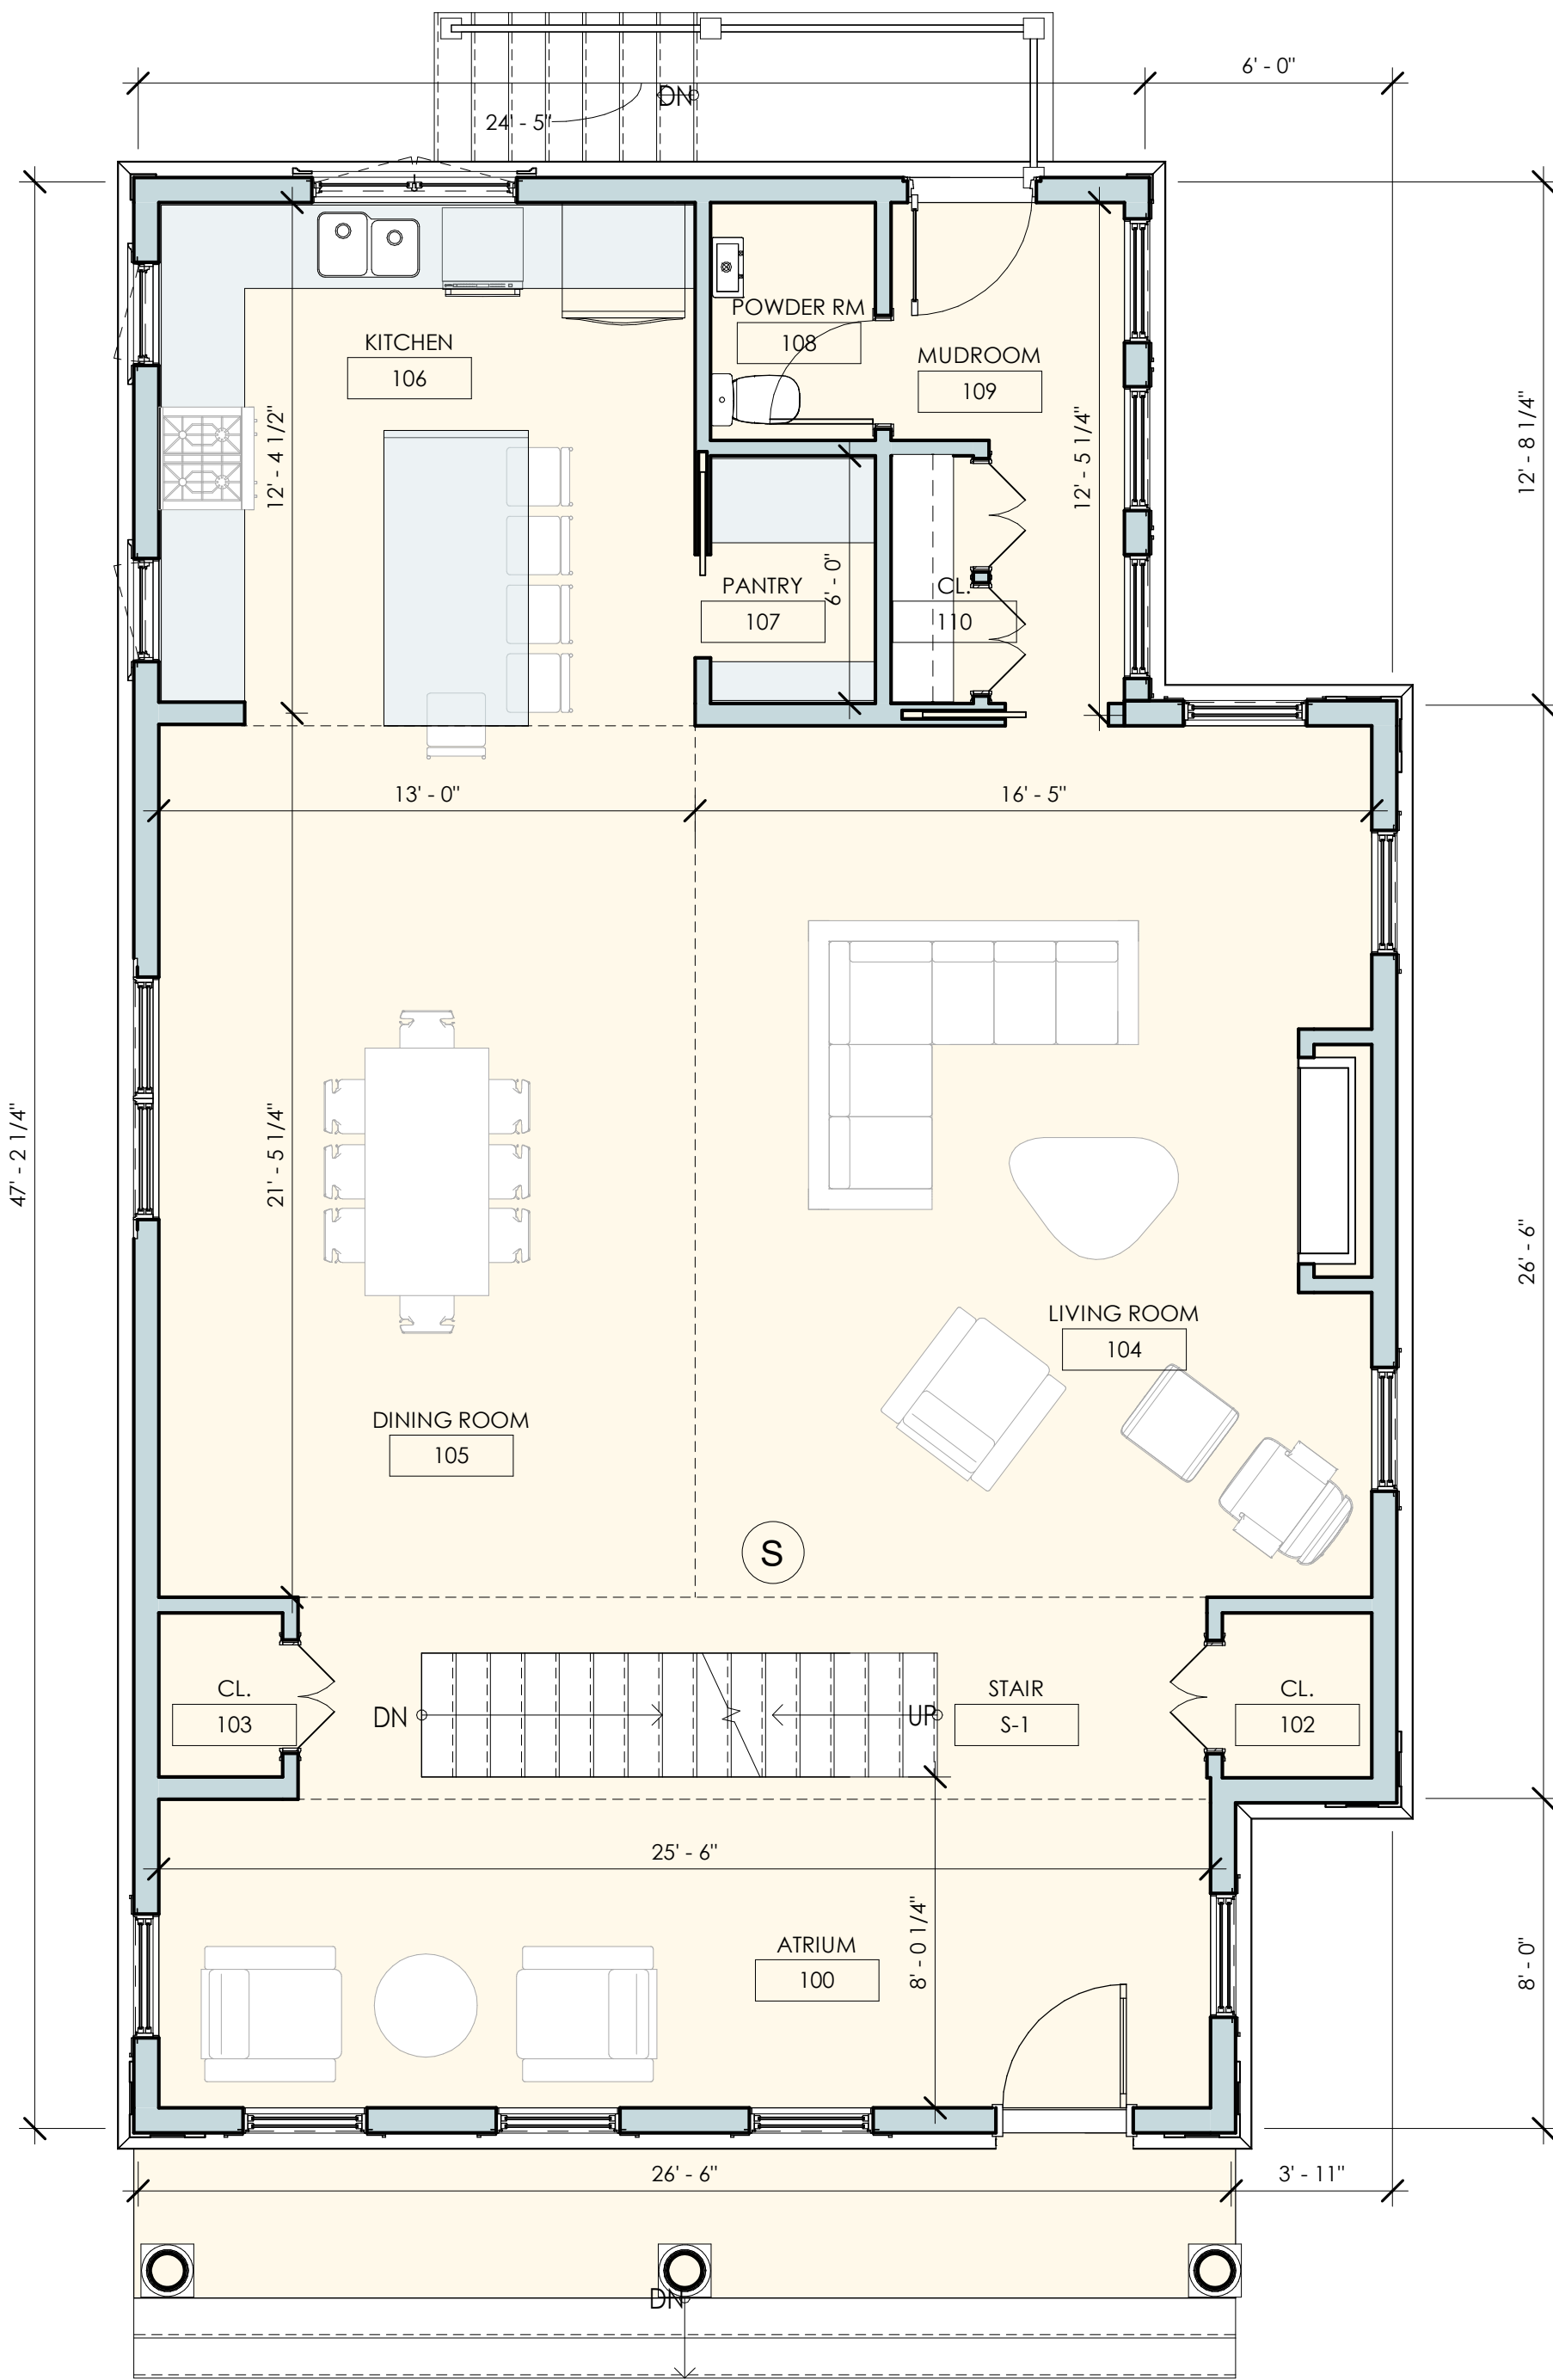 6' - 0"
DN
24' - 5"
POWDER RM
108
KITCHEN
106
MUDROOM
109
12' - 4 1/2"
12' - 5 1/4"
12' - 8 1/4"
PANTRY
107
6' - 0"
CL.
110
13' - 0"
16' - 5"
47' - 2 1/4"
21' - 5 1/4"
26' - 6"
LIVING ROOM
104
DINING ROOM
105
S
CL.
103
DN
UP
STAIR
S-1
CL.
102
25' - 6"
8' - 0 1/4"
ATRIUM
100
8' - 0"
26' - 6"
3' - 11"
DN